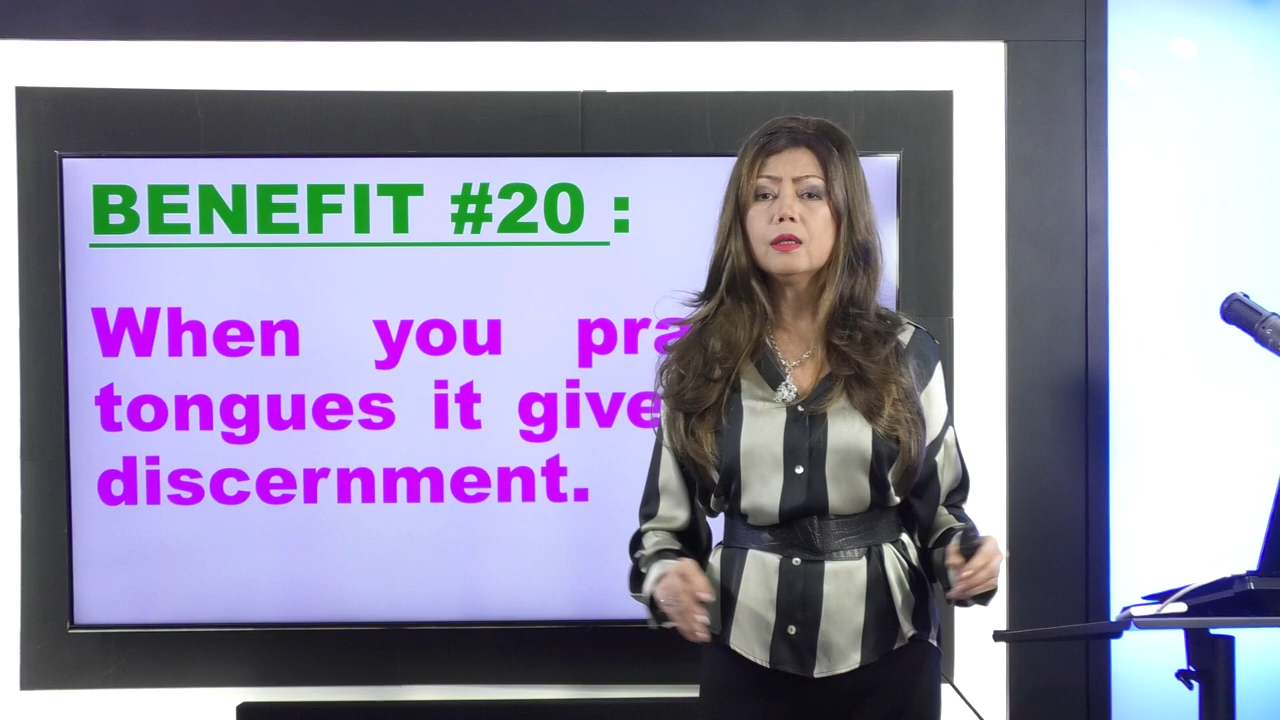 BENEFIT #20 :
When you pra
tongues it give
discernment.